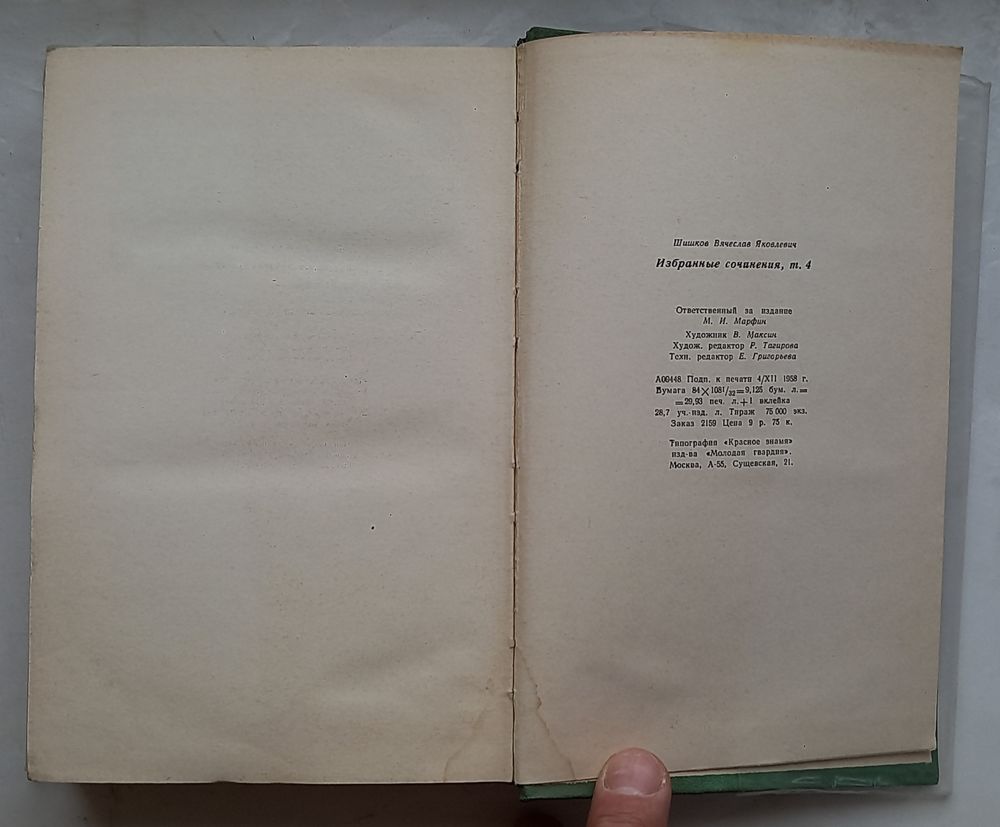 Шишков Вячеслав Яковлевич
Избранные сочинения, т. 4
Ответственный за издание
М. И. Марфин
Художник В. Максин
Худож. редактор Р. Тагирова
Техн. редактор Е. Григорьева
А09448 Подп. к печати 4/XII 1958 г.
Бумага 84×108 1/32=9,125 бум. л.=
=29,93 печ. л.+1 вклейка
28,7 уч.-изд. л. Тираж 75 000 экз.
Заказ 2159 Цена 9 р. 75 к.
Типография «Красное знамя»
изд-ва «Молодая гвардия».
Москва, А-55, Сущевская, 21.